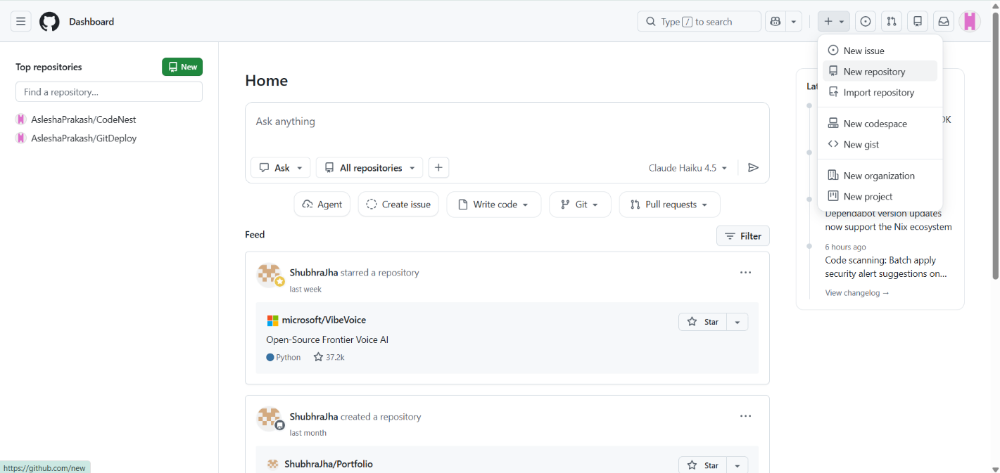 Dashboard
Type / to search
New issue
New repository
Import repository
New codespace
New gist
New organization
New project
Top repositories
New
Find a repository...
AsleshaPrakash/CodeNest
AsleshaPrakash/GitDeploy
Home
Ask anything
Ask
All repositories
Claude Haiku 4.5
Agent
Create issue
Write code
Git
Pull requests
Feed
Filter
ShubhraJha starred a repository
last week
microsoft/VibeVoice
Star
Open-Source Frontier Voice AI
Python
37.2k
ShubhraJha created a repository
last month
ShubhraJha/Portfolio
Star
Dependabot version updates
now support the Nix ecosystem
6 hours ago
Code scanning: Batch apply
security alert suggestions on...
View changelog →
https://github.com/new